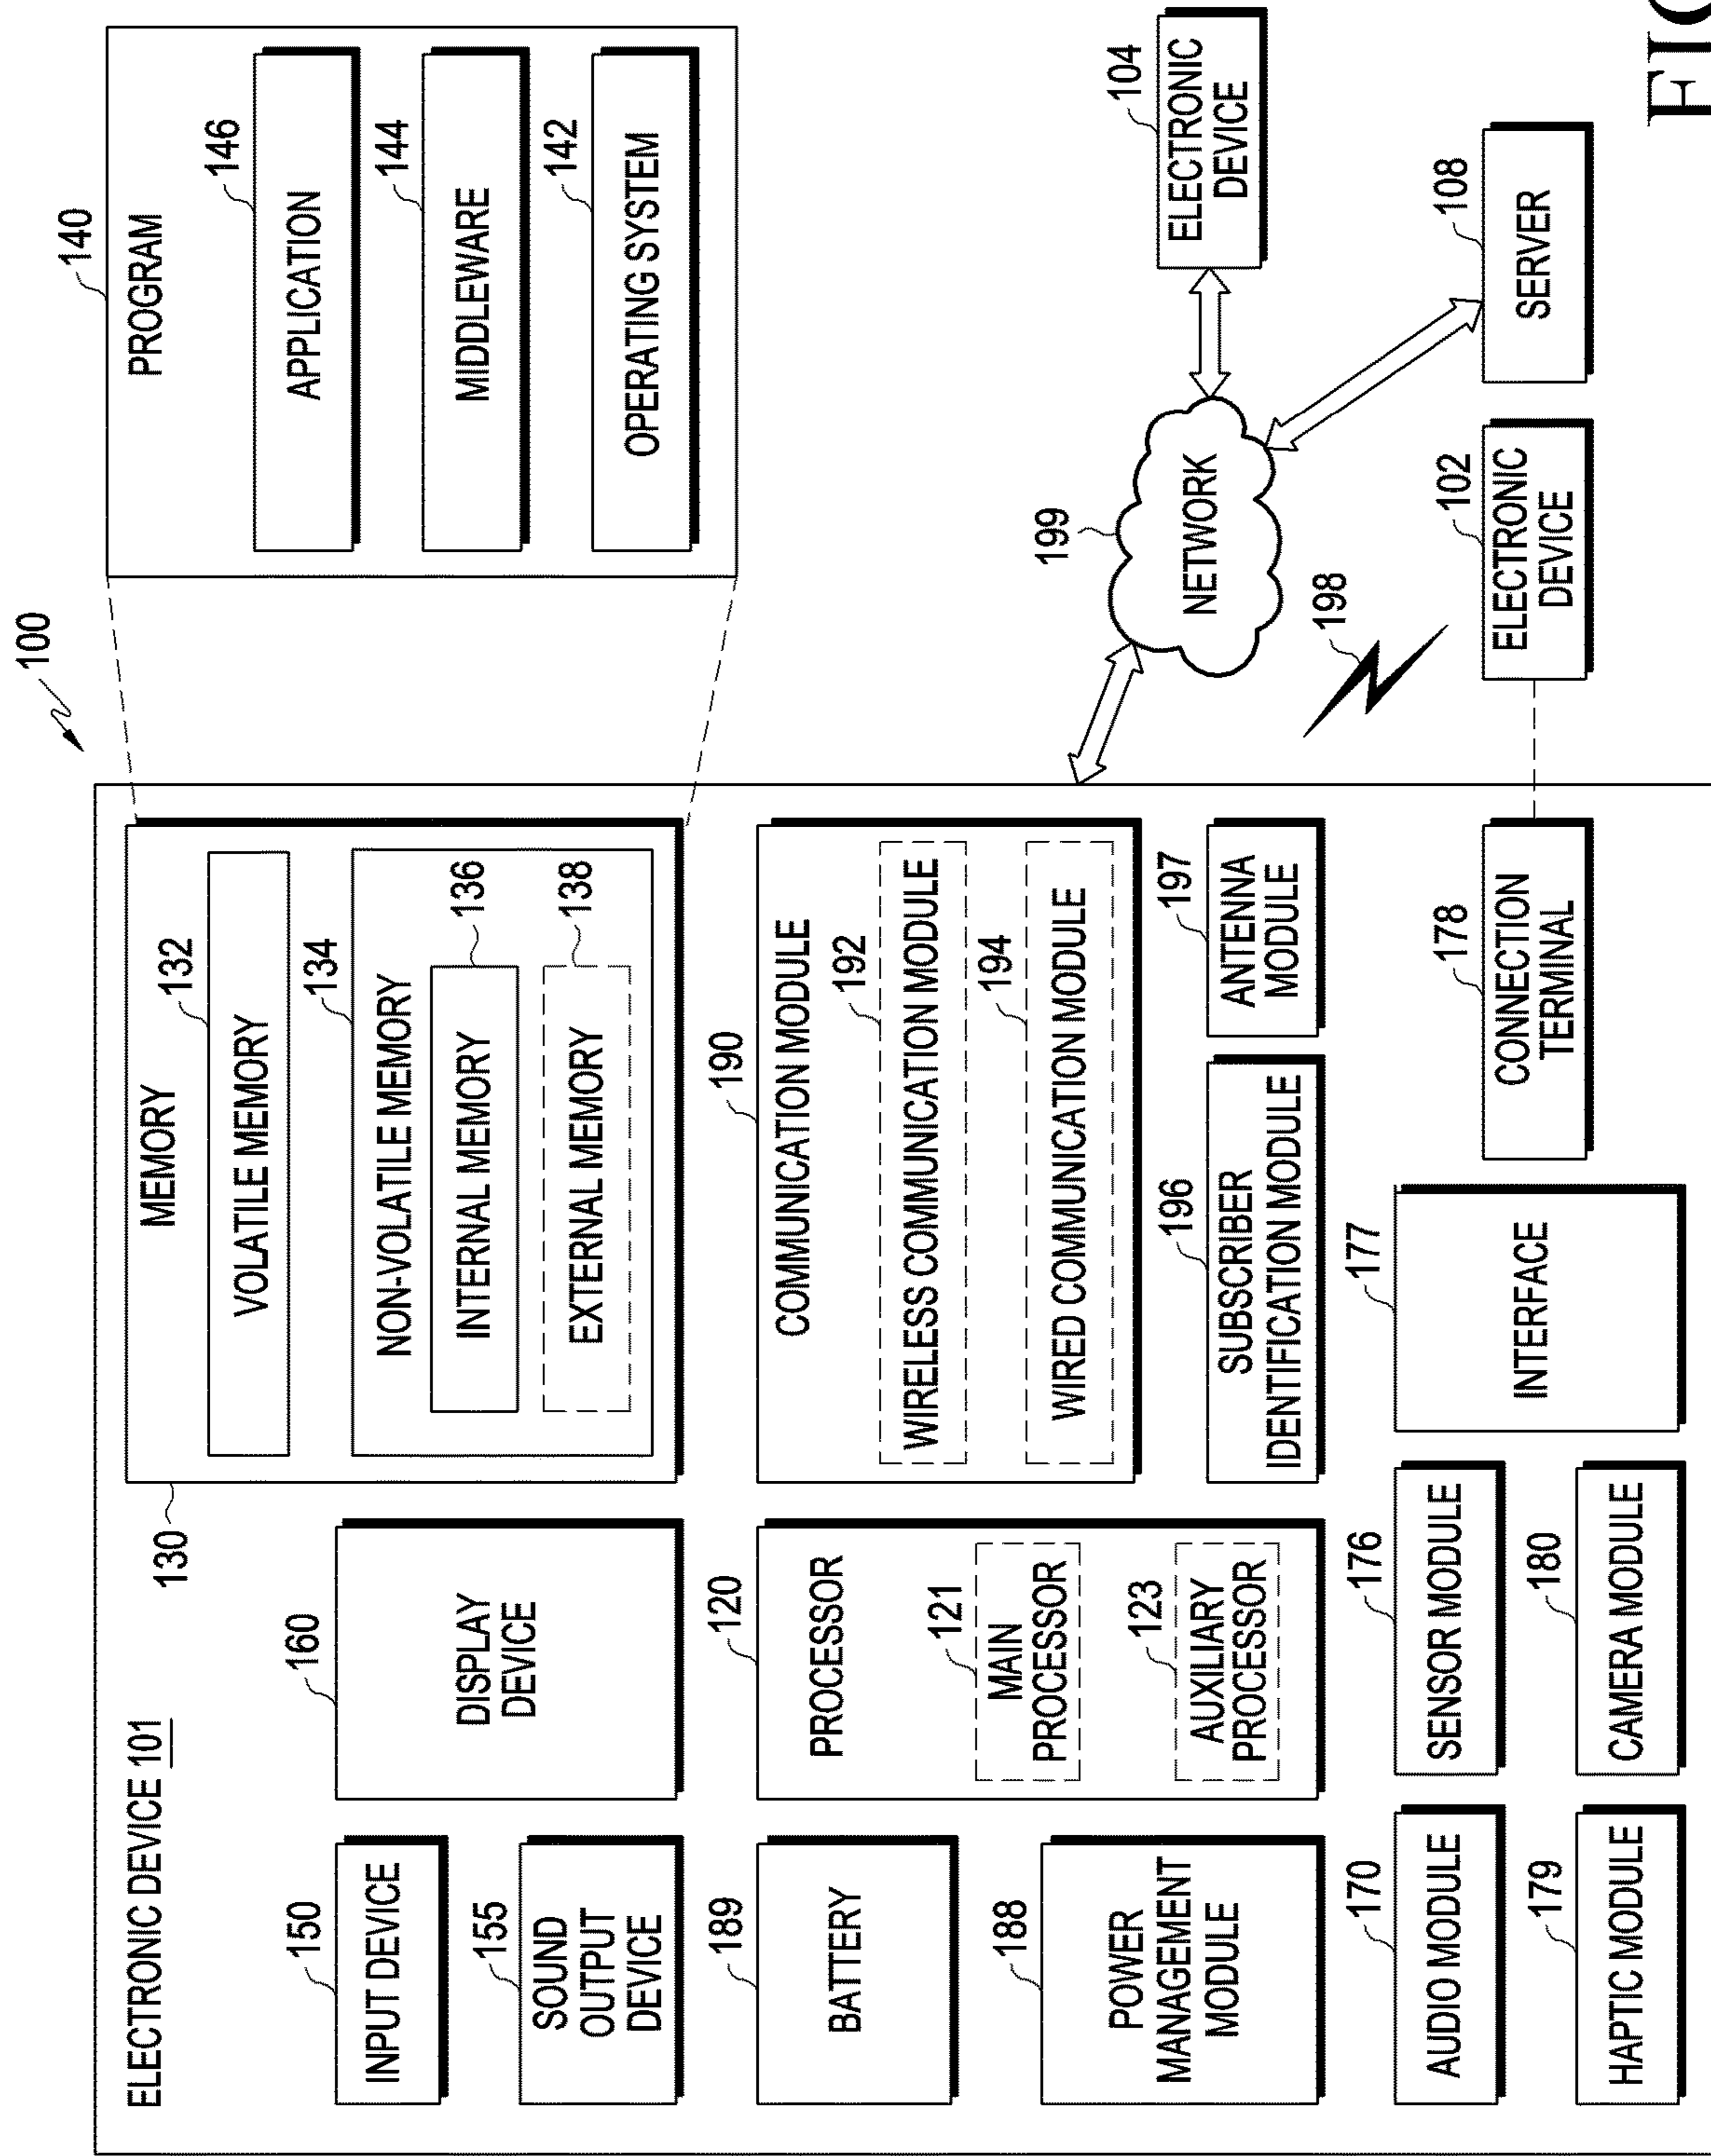 100
ELECTRONIC DEVICE 101
130
MEMORY
132
VOLATILE MEMORY
134
NON-VOLATILE MEMORY
136
INTERNAL MEMORY
138
EXTERNAL MEMORY
140
PROGRAM
146
APPLICATION
144
MIDDLEWARE
142
OPERATING SYSTEM
150
INPUT DEVICE
155
SOUND
OUTPUT
DEVICE
160
DISPLAY
DEVICE
189
BATTERY
188
POWER
MANAGEMENT
MODULE
120
PROCESSOR
121
MAIN
PROCESSOR
123
AUXILIARY
PROCESSOR
190
COMMUNICATION MODULE
192
WIRELESS COMMUNICATION MODULE
194
WIRED COMMUNICATION MODULE
196
SUBSCRIBER
IDENTIFICATION MODULE
197
ANTENNA
MODULE
170
AUDIO MODULE
176
SENSOR MODULE
177
INTERFACE
178
CONNECTION
TERMINAL
179
HAPTIC MODULE
180
CAMERA MODULE
199
NETWORK
198
104
ELECTRONIC
DEVICE
102
ELECTRONIC
DEVICE
108
SERVER